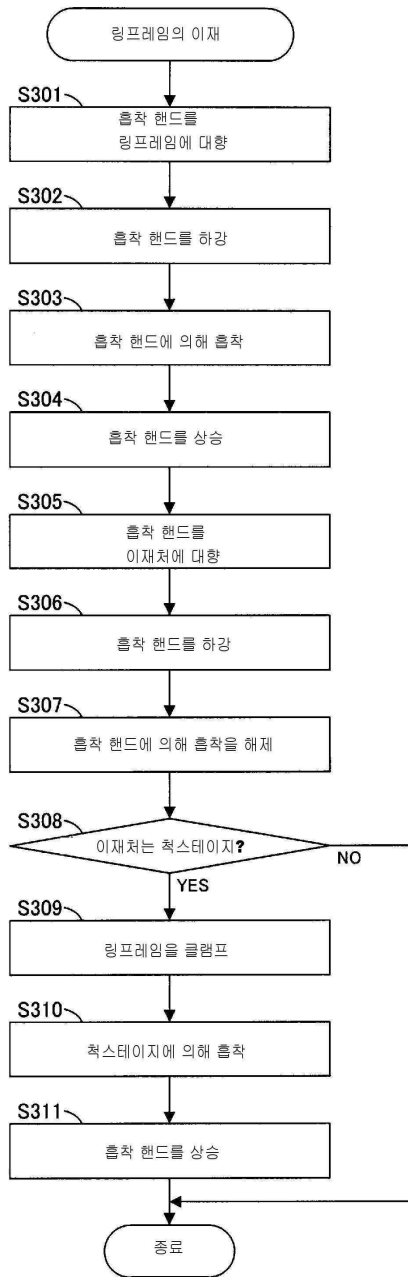 링프레임의 이재
S301
흡착 핸드를
링프레임에 대향
S302
흡착 핸드를 하강
S303
흡착 핸드에 의해 흡착
S304
흡착 핸드를 상승
S305
흡착 핸드를
이재처에 대향
S306
흡착 핸드를 하강
S307
흡착 핸드에 의해 흡착을 해제
S308
이재처는 척스테이지?
NO
YES
S309
링프레임을 클램프
S310
척스테이지에 의해 흡착
S311
흡착 핸드를 상승
종료